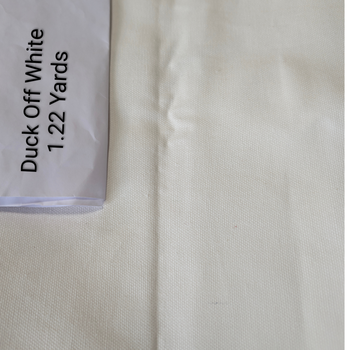 Duck Off White
1.22 Yards